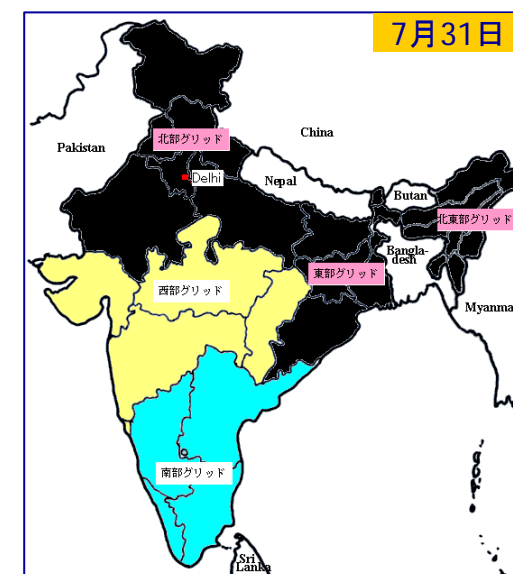 7月31日
China
北部グリッド
Pakistan
Delhi
Nepal
Butan
北東部グリッド
Bangla-
desh
東部グリッド
西部グリッド
Myanma
南部グリッド
Sri
Lanka